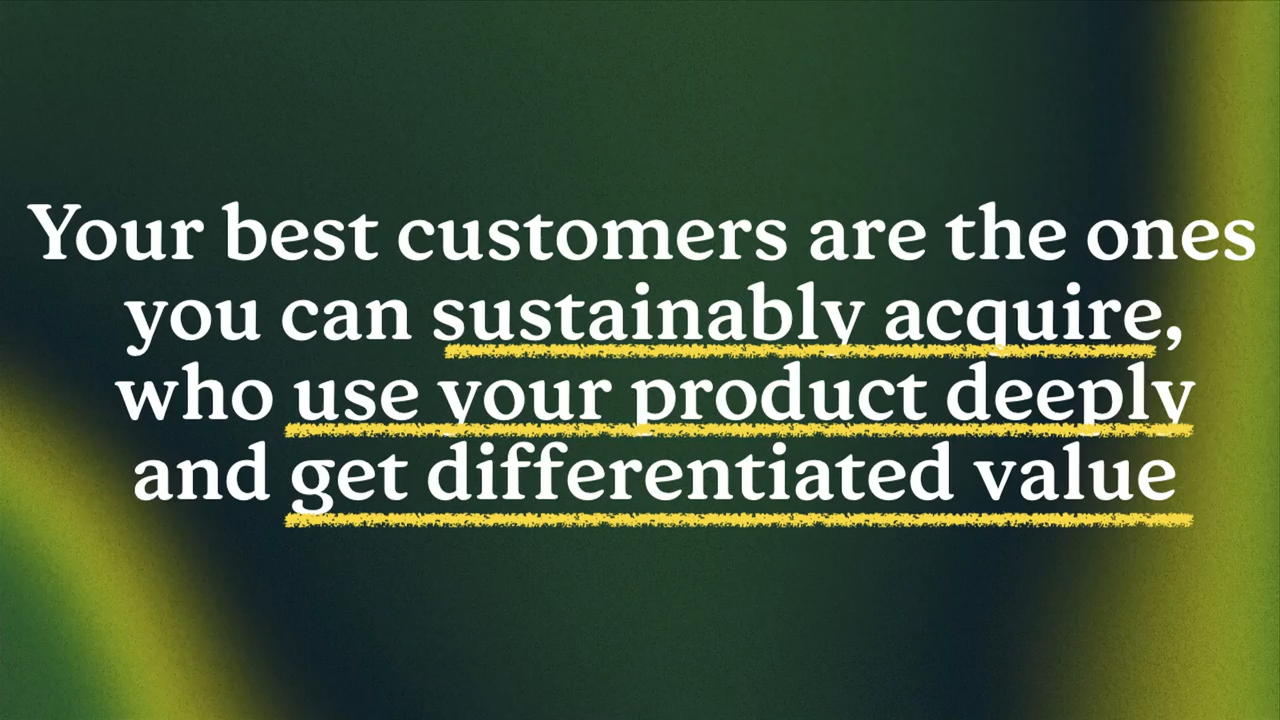 Your best customers are the ones
you can sustainably acquire,
who use your product deeply
and get differentiated value